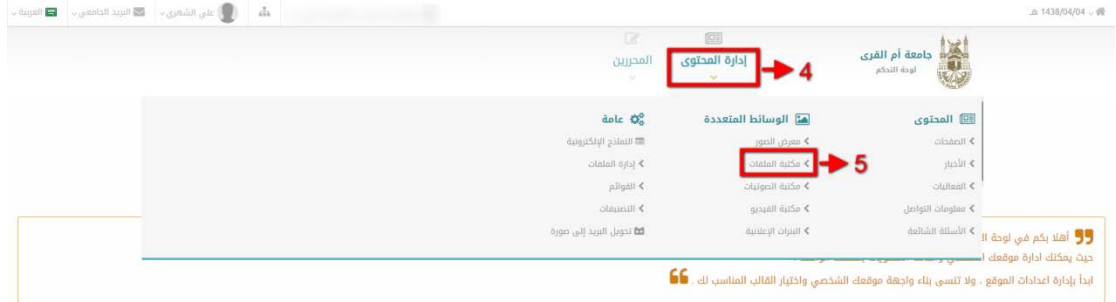 1438/04/04 هـ
علي الشهري
البريد الجامعي
العربية
جامعة أم القرى
لوحة التحكم
إدارة المحتوى
4
المحررين
المحتوى
الصفحات
الأخبار
الفعاليات
معلومات التواصل
الأسئلة الشائعة
الوسائط المتعددة
معرض الصور
مكتبة الملفات
5
مكتبة الصوتيات
مكتبة الفيديو
البنرات الإعلانية
عامة
النماذج الإلكترونية
إدارة الملفات
القوائم
التصنيفات
تحويل البريد إلى صورة
أهلا بكم في لوحة
حيث يمكنك ادارة موقعك
ابدأ بإدارة اعدادات الموقع ، ولا تنسى بناء واجهة موقعك الشخصي واختيار القالب المناسب لك .